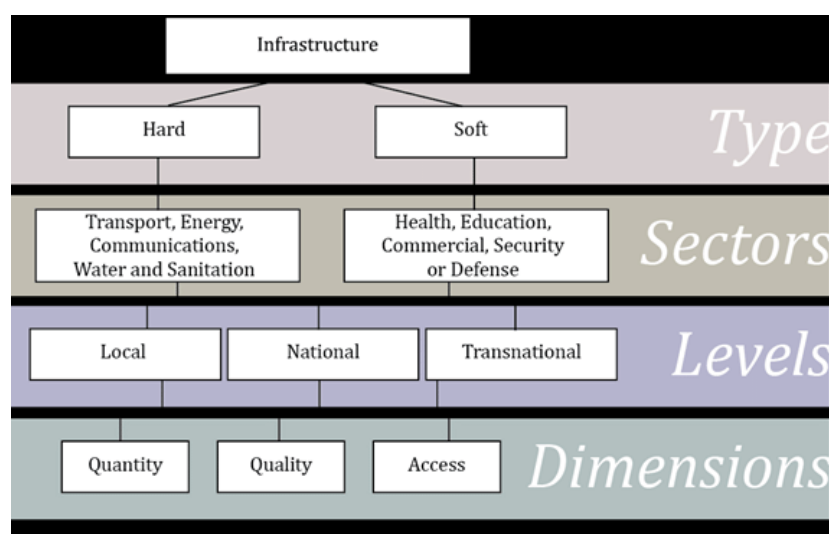 Infrastructure
Hard
Soft
Type
Transport, Energy,
Communications,
Water and Sanitation
Health, Education,
Commercial, Security
or Defense
Sectors
Local
National
Transnational
Levels
Quantity
Quality
Access
Dimensions